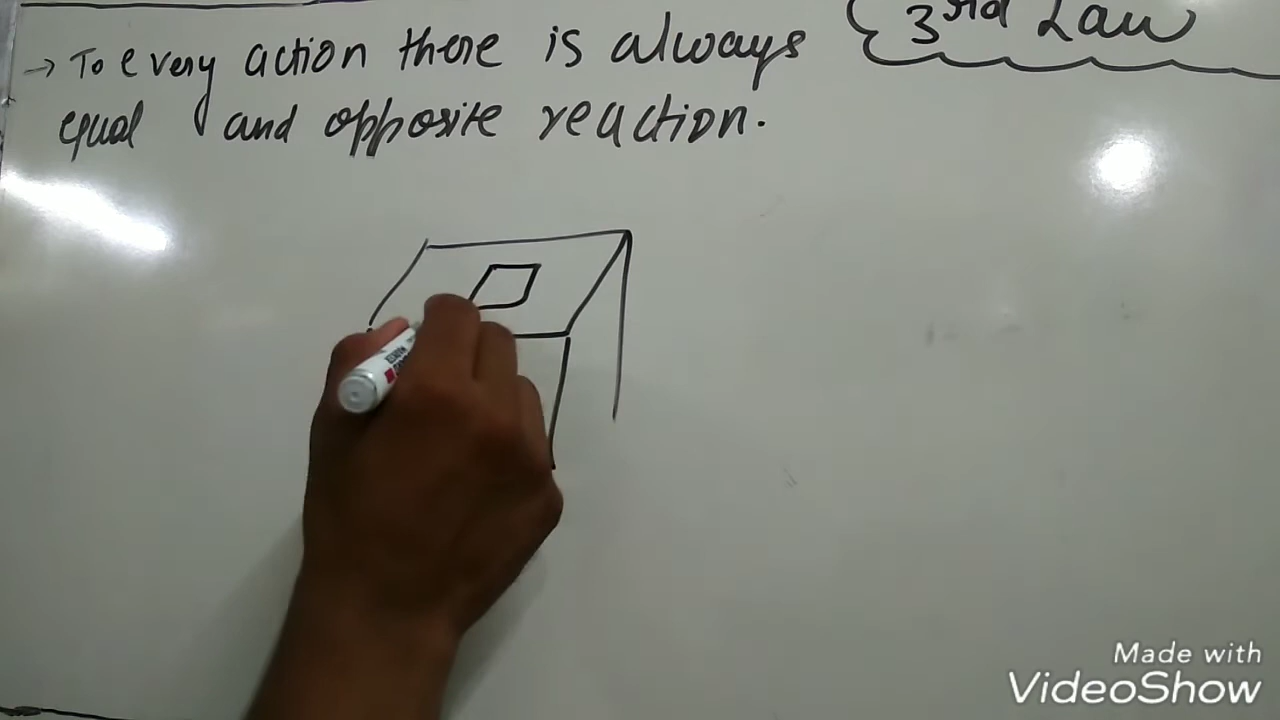 3rd Law
→ To every action there is always
equal and opposite reaction.
Made with
VideoShow